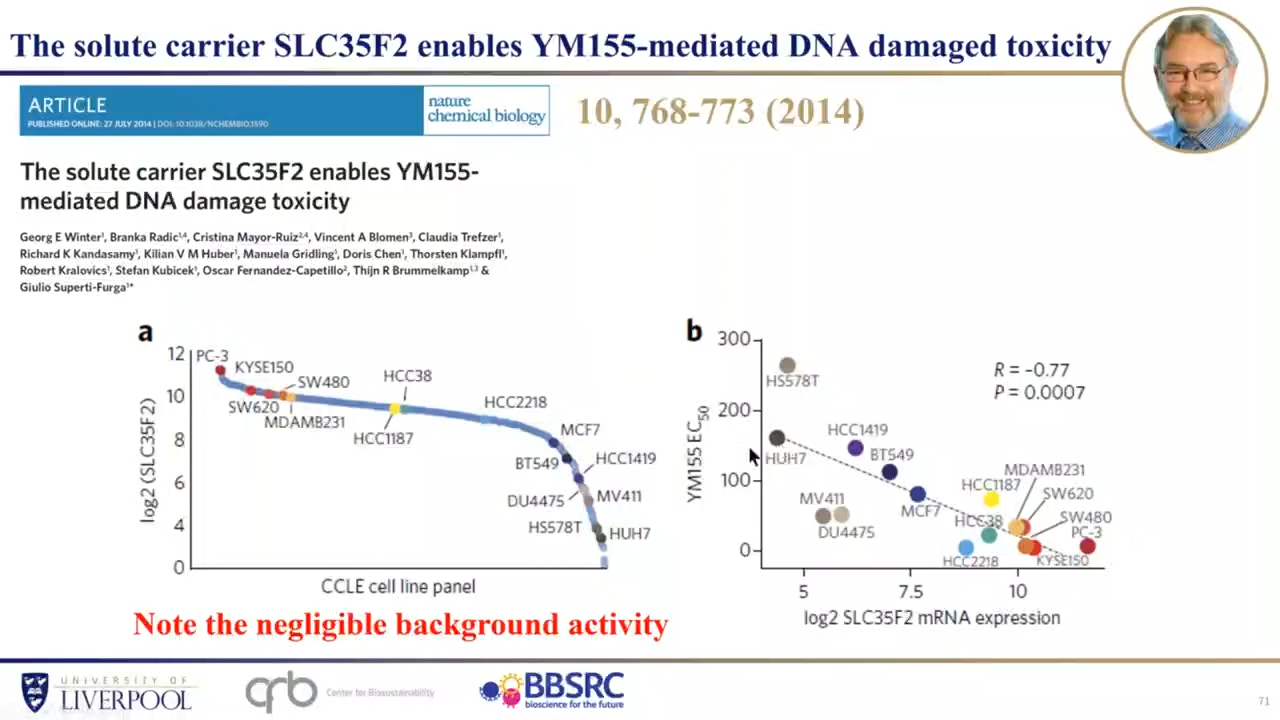 The solute carrier SLC35F2 enables YM155-mediated DNA damaged toxicity
ARTICLE
PUBLISHED ONLINE: 27 JULY 2014 | DOI: 10.1038/NCHEMBIO.1590
nature
chemical biology
10, 768-773 (2014)
The solute carrier SLC35F2 enables YM155-
mediated DNA damage toxicity
Georg E Winter¹, Branka Radic¹,⁴, Cristina Mayor-Ruiz²,⁴, Vincent A Blomen³, Claudia Trefzer¹,
Richard K Kandasamy¹, Kilian V M Huber¹, Manuela Gridling¹, Doris Chen¹, Thorsten Klampfl¹,
Robert Kralovics¹, Stefan Kubicek¹, Oscar Fernandez-Capetillo², Thijn R Brummelkamp¹,³ &
Giulio Superti-Furga¹*
a
log2 (SLC35F2)
12
10
8
6
4
0
PC-3
KYSE150
SW480
SW620
MDAMB231
HCC38
HCC1187
HCC2218
MCF7
BT549
HCC1419
DU4475
MV411
HS578T
HUH7
CCLE cell line panel
b
YM155 EC50
300
200
100
0
R = -0.77
P = 0.0007
HS578T
HUH7
HCC1419
BT549
MV411
DU4475
MCF7
HCC1187
MDAMB231
SW620
HCC38
SW480
PC-3
HCC2218
KYSE150
5
7.5
10
log2 SLC35F2 mRNA expression
Note the negligible background activity
UNIVERSITY OF
LIVERPOOL
qrb
Center for Biosustainability
BBSRC
bioscience for the future
71